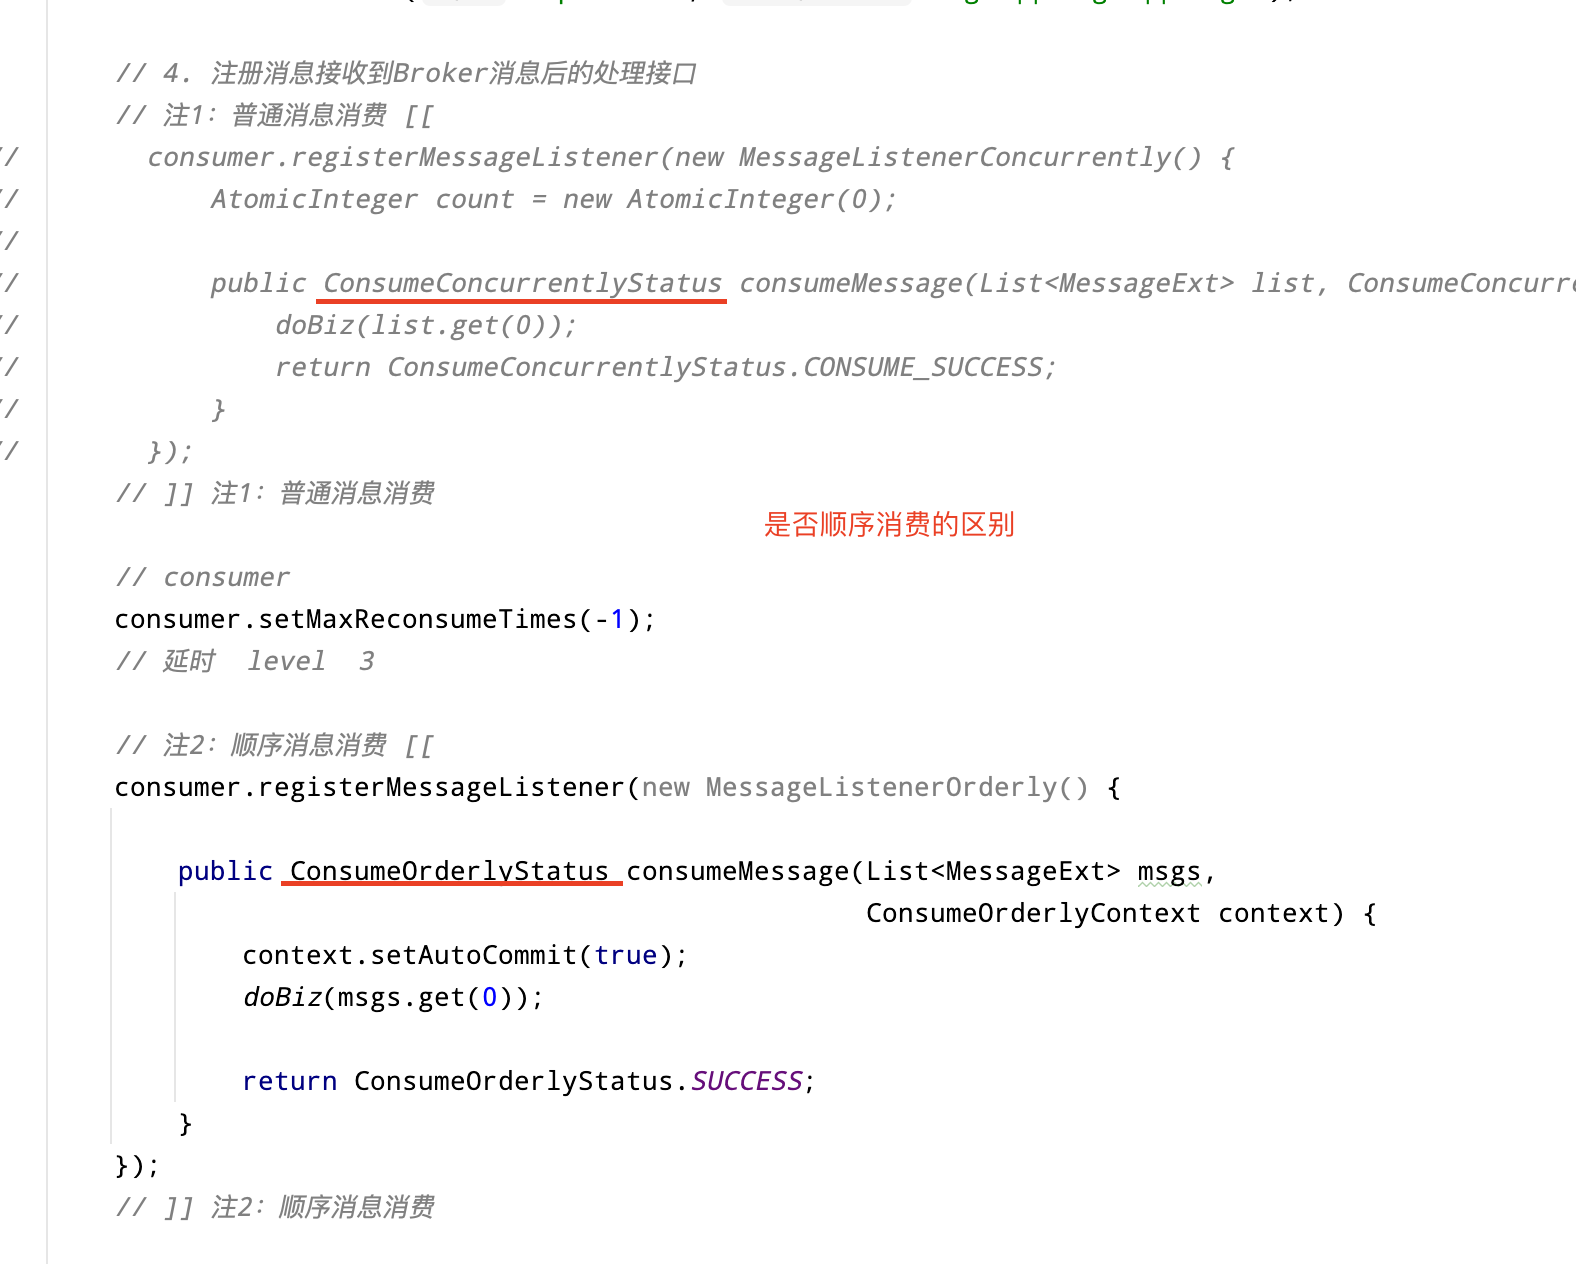 // 4. 注册消息接收到Broker消息后的处理接口
// 注1：普通消息消费 [[
// consumer.registerMessageListener(new MessageListenerConcurrently() {
// AtomicInteger count = new AtomicInteger(0);
//
// public ConsumeConcurrentlyStatus consumeMessage(List<MessageExt> list, ConsumeConcurre
// doBiz(list.get(0));
// return ConsumeConcurrentlyStatus.CONSUME_SUCCESS;
// }
// });
// ]] 注1：普通消息消费
是否顺序消费的区别
// consumer
consumer.setMaxReconsumeTimes(-1);
// 延时 level 3
// 注2：顺序消息消费 [[
consumer.registerMessageListener(new MessageListenerOrderly() {
public ConsumeOrderlyStatus consumeMessage(List<MessageExt> msgs,
ConsumeOrderlyContext context) {
context.setAutoCommit(true);
doBiz(msgs.get(0));
return ConsumeOrderlyStatus.SUCCESS;
}
});
// ]] 注2：顺序消息消费